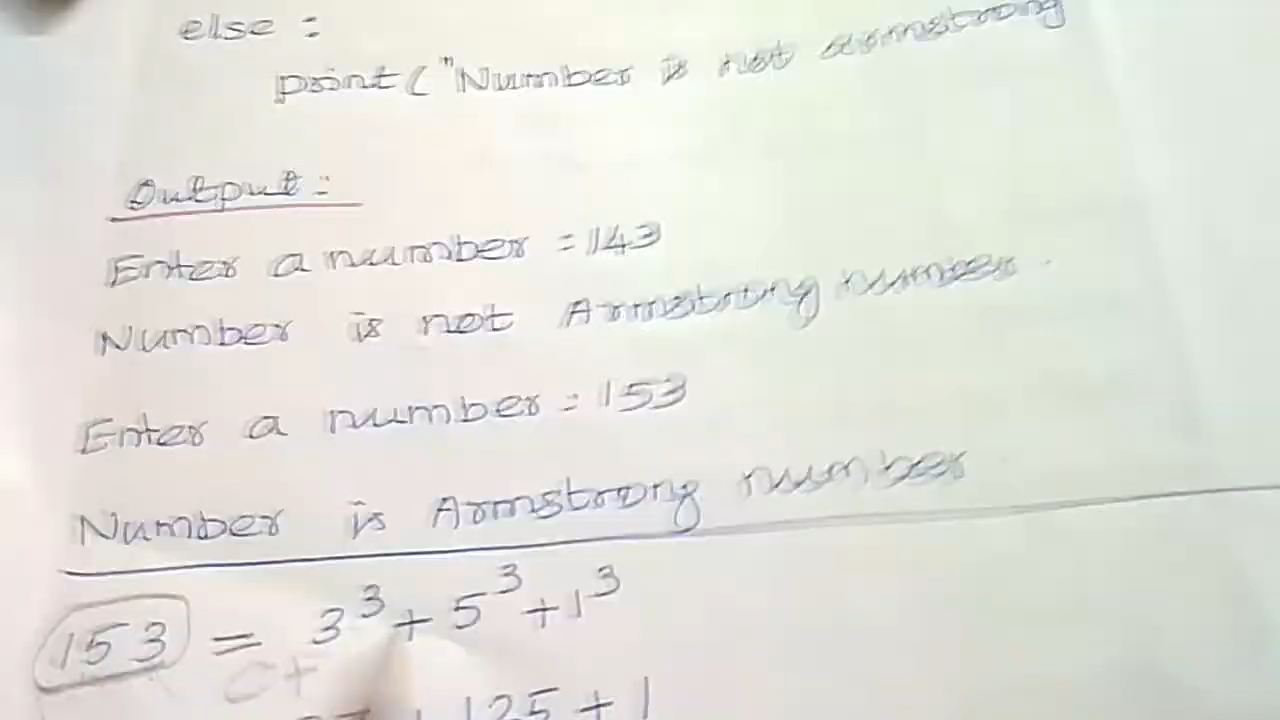 else :
print ( "Number is not armstrong
Output :
Enter a number = 143
Number is not Armstrong number.
Enter a number = 153
Number is Armstrong number
153 = 3³ + 5³ + 1³
125 + 1